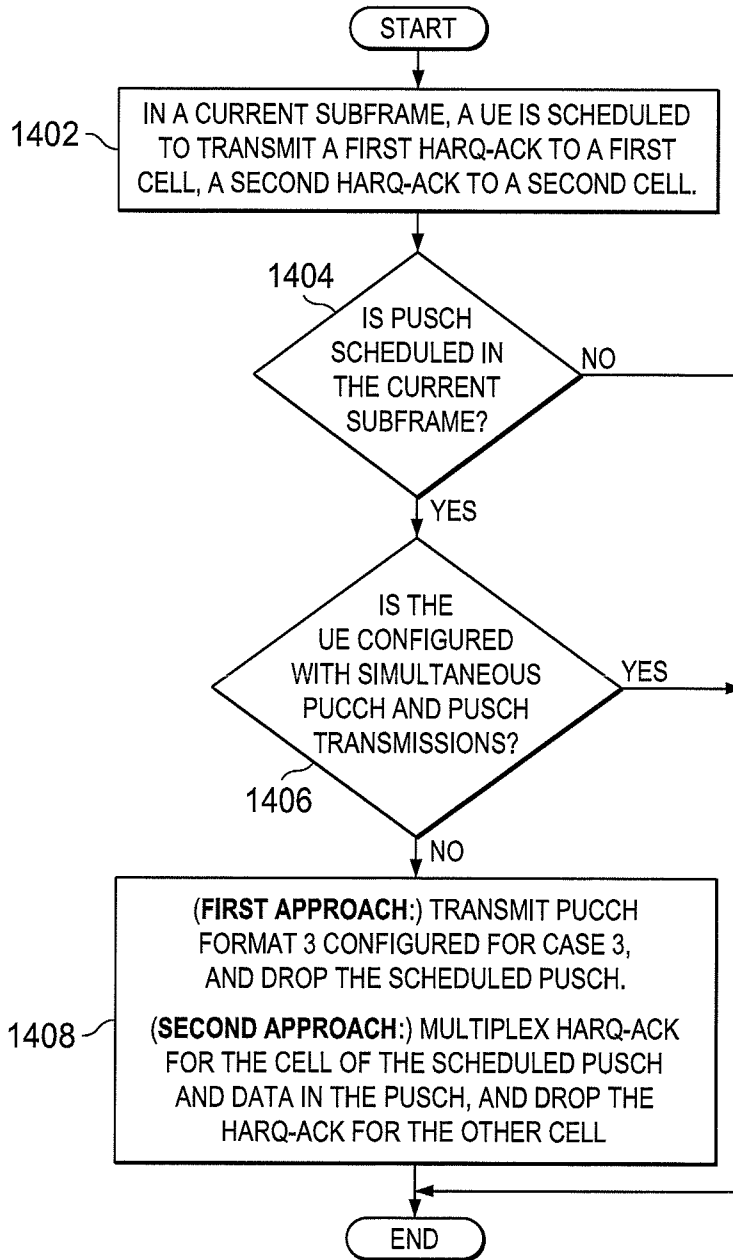 START
1402
IN A CURRENT SUBFRAME, A UE IS SCHEDULED
TO TRANSMIT A FIRST HARQ-ACK TO A FIRST
CELL, A SECOND HARQ-ACK TO A SECOND CELL.
1404
IS PUSCH
SCHEDULED IN
THE CURRENT
SUBFRAME?
NO
YES
IS THE
UE CONFIGURED
WITH SIMULTANEOUS
PUCCH AND PUSCH
TRANSMISSIONS?
YES
1406
NO
(FIRST APPROACH:) TRANSMIT PUCCH
FORMAT 3 CONFIGURED FOR CASE 3,
AND DROP THE SCHEDULED PUSCH.
1408
(SECOND APPROACH:) MULTIPLEX HARQ-ACK
FOR THE CELL OF THE SCHEDULED PUSCH
AND DATA IN THE PUSCH, AND DROP THE
HARQ-ACK FOR THE OTHER CELL
END